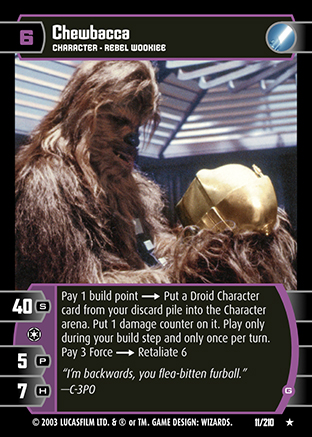 6 Chewbacca
CHARACTER - REBEL WOOKIEE
40 S
5 P
7 H
Pay 1 build point → Put a Droid Character
card from your discard pile into the Character
arena. Put 1 damage counter on it. Play only
during your build step and only once per turn.
Pay 3 Force → Retaliate 6
“I’m backwards, you flea-bitten furball.”
—C-3PO
G
© 2003 LUCASFILM LTD. & ® or TM. GAME DESIGN: WIZARDS. 11/210 ★